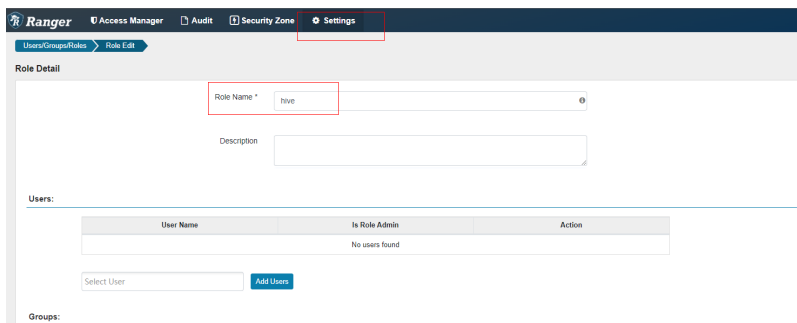 Ranger Access Manager Audit Security Zone Settings
Users/Groups/Roles Role Edit
Role Detail
Role Name * hive
Description
Users:
User Name Is Role Admin Action
No users found
Select User Add Users
Groups: